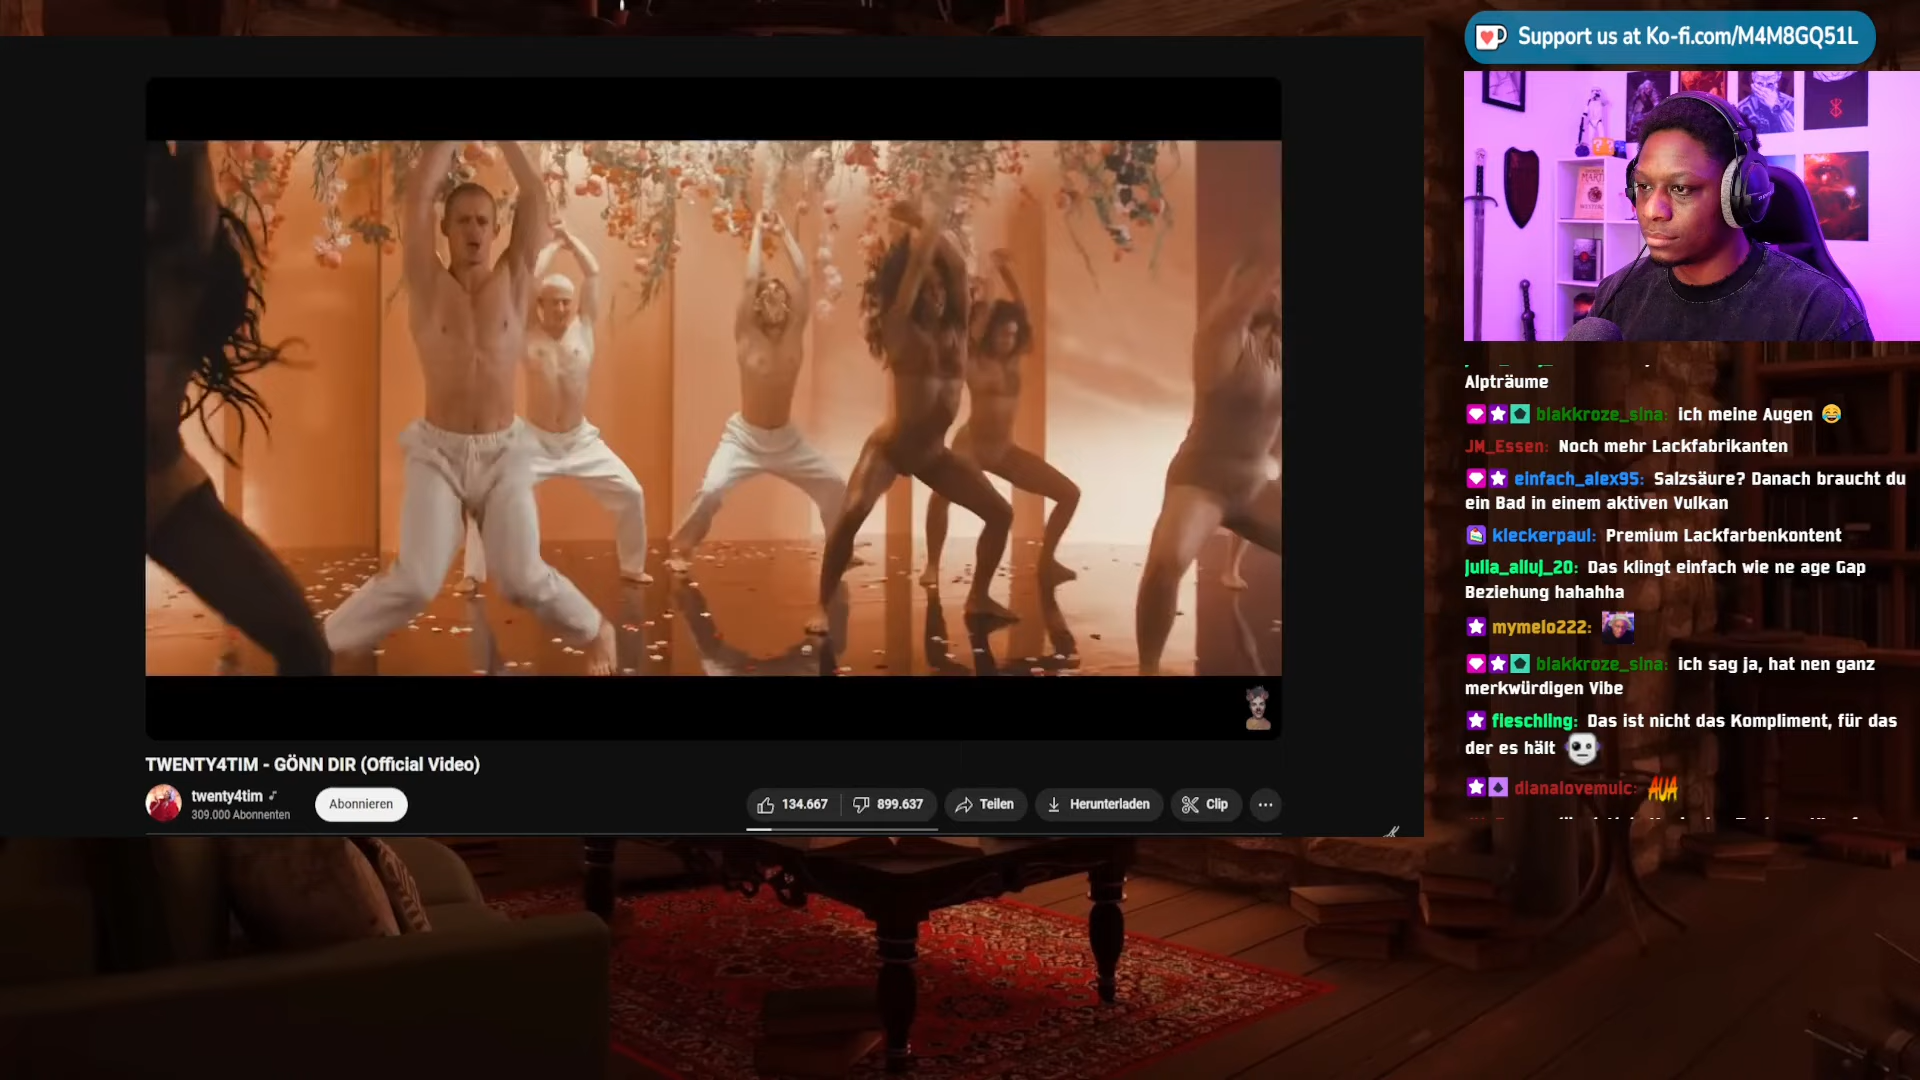 Support us at Ko-fi.com/M4M8GQ51L
Alpträume
blakkroze_sina: ich meine Augen
JM_Essen: Noch mehr Lackfabrikanten
einfach_alex95: Salzsäure? Danach braucht du
ein Bad in einem aktiven Vulkan
kleckerpaul: Premium Lackfarbenkontent
julia_alluj_20: Das klingt einfach wie ne age Gap
Beziehung hahahha
mymelo222:
blakkroze_sina: ich sag ja, hat nen ganz
merkwürdigen Vibe
fleschling: Das ist nicht das Kompliment, für das
der es hält
dianalovemuic: AUA
TWENTY4TIM - GÖNN DIR (Official Video)
twenty4tim
309.000 Abonnenten
Abonnieren
134.667
899.637
Teilen
Herunterladen
Clip